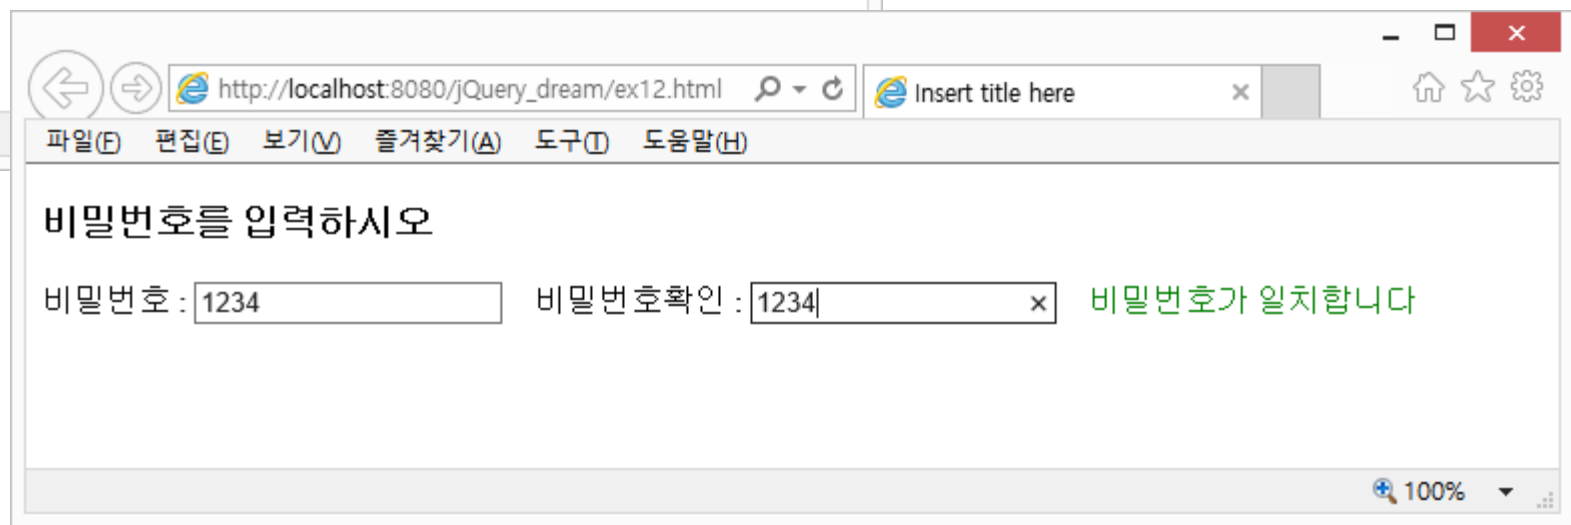 http://localhost:8080/jQuery_dream/ex12.html Insert title here
파일(F) 편집(E) 보기(V) 즐겨찾기(A) 도구(T) 도움말(H)
비밀번호를 입력하시오
비밀번호 : 1234 비밀번호확인 : 1234 비밀번호가 일치합니다
100%